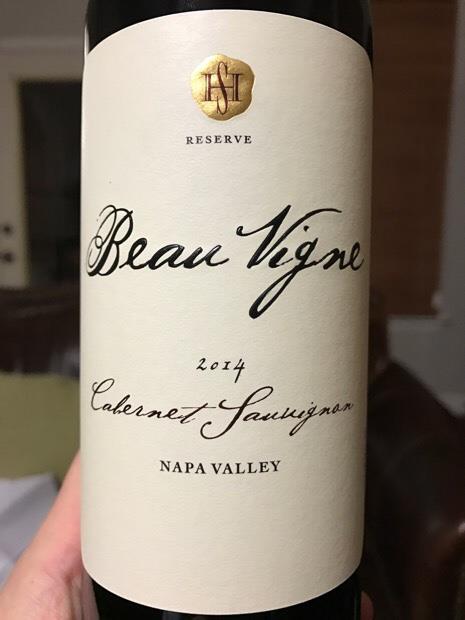 RESERVE
Beau Vigne
2014
Cabernet Sauvignon
NAPA VALLEY